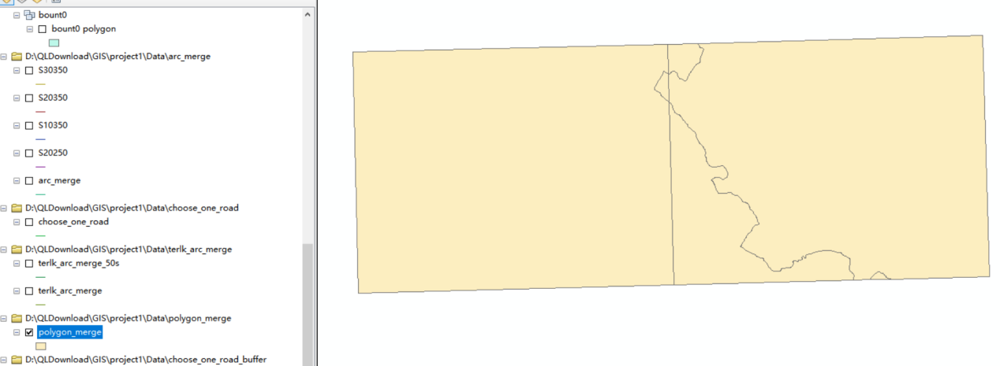 bount0
bount0 polygon
D:\QLDownload\GIS\project1\Data\arc_merge
S30350
S20350
S10350
S20250
arc_merge
D:\QLDownload\GIS\project1\Data\choose_one_road
choose_one_road
D:\QLDownload\GIS\project1\Data\terlk_arc_merge
terlk_arc_merge_50s
terlk_arc_merge
D:\QLDownload\GIS\project1\Data\polygon_merge
polygon_merge
D:\QLDownload\GIS\project1\Data\choose_one_road_buffer